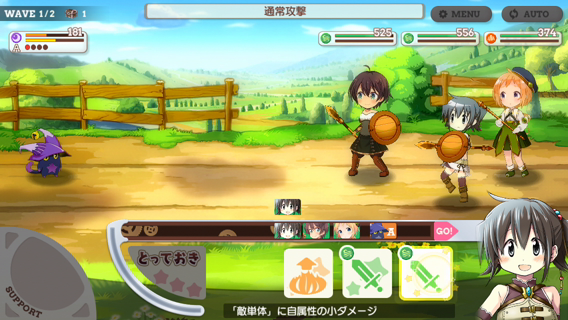 WAVE 1/2 1
通常攻撃
MENU
AUTO
181
525
556
374
GO!
とっておき
SUPPORT
「敵単体」に自属性の小ダメージ